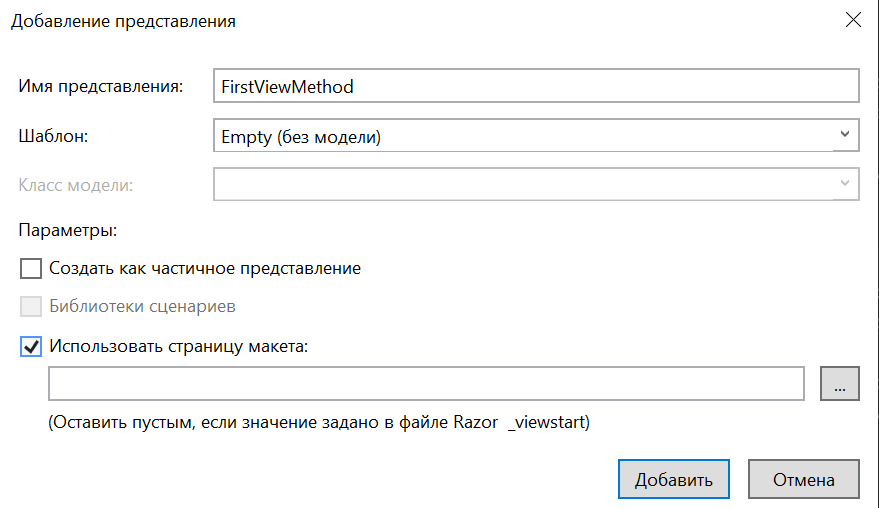 Добавление представления
Имя представления: FirstViewMethod
Шаблон: Empty (без модели)
Класс модели:
Параметры:
Создать как частичное представление
Библиотеки сценариев
Использовать страницу макета:
...
(Оставить пустым, если значение задано в файле Razor _viewstart)
Добавить Отмена